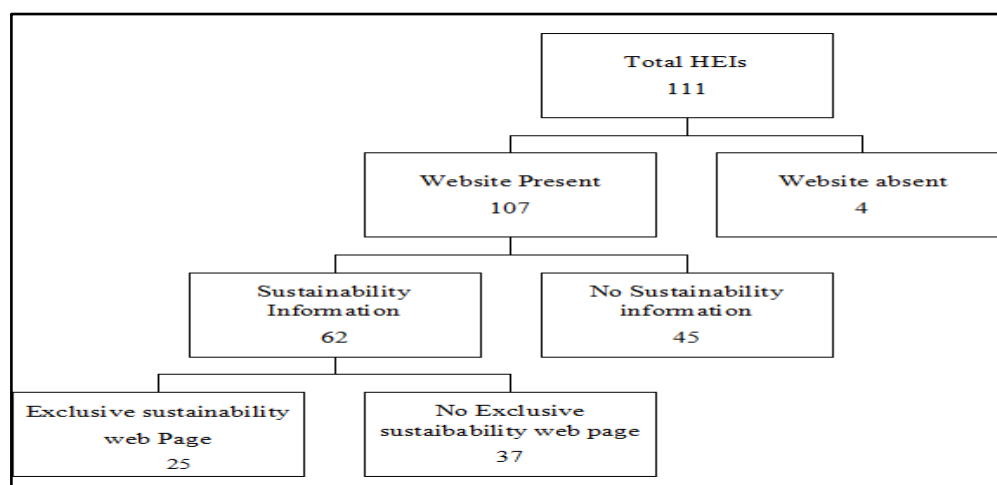 Total HEIs
111
Website Present
107
Website absent
4
Sustainability
Information
62
No Sustainability
information
45
Exclusive sustainability
web Page
25
No Exclusive
sustaibability web page
37